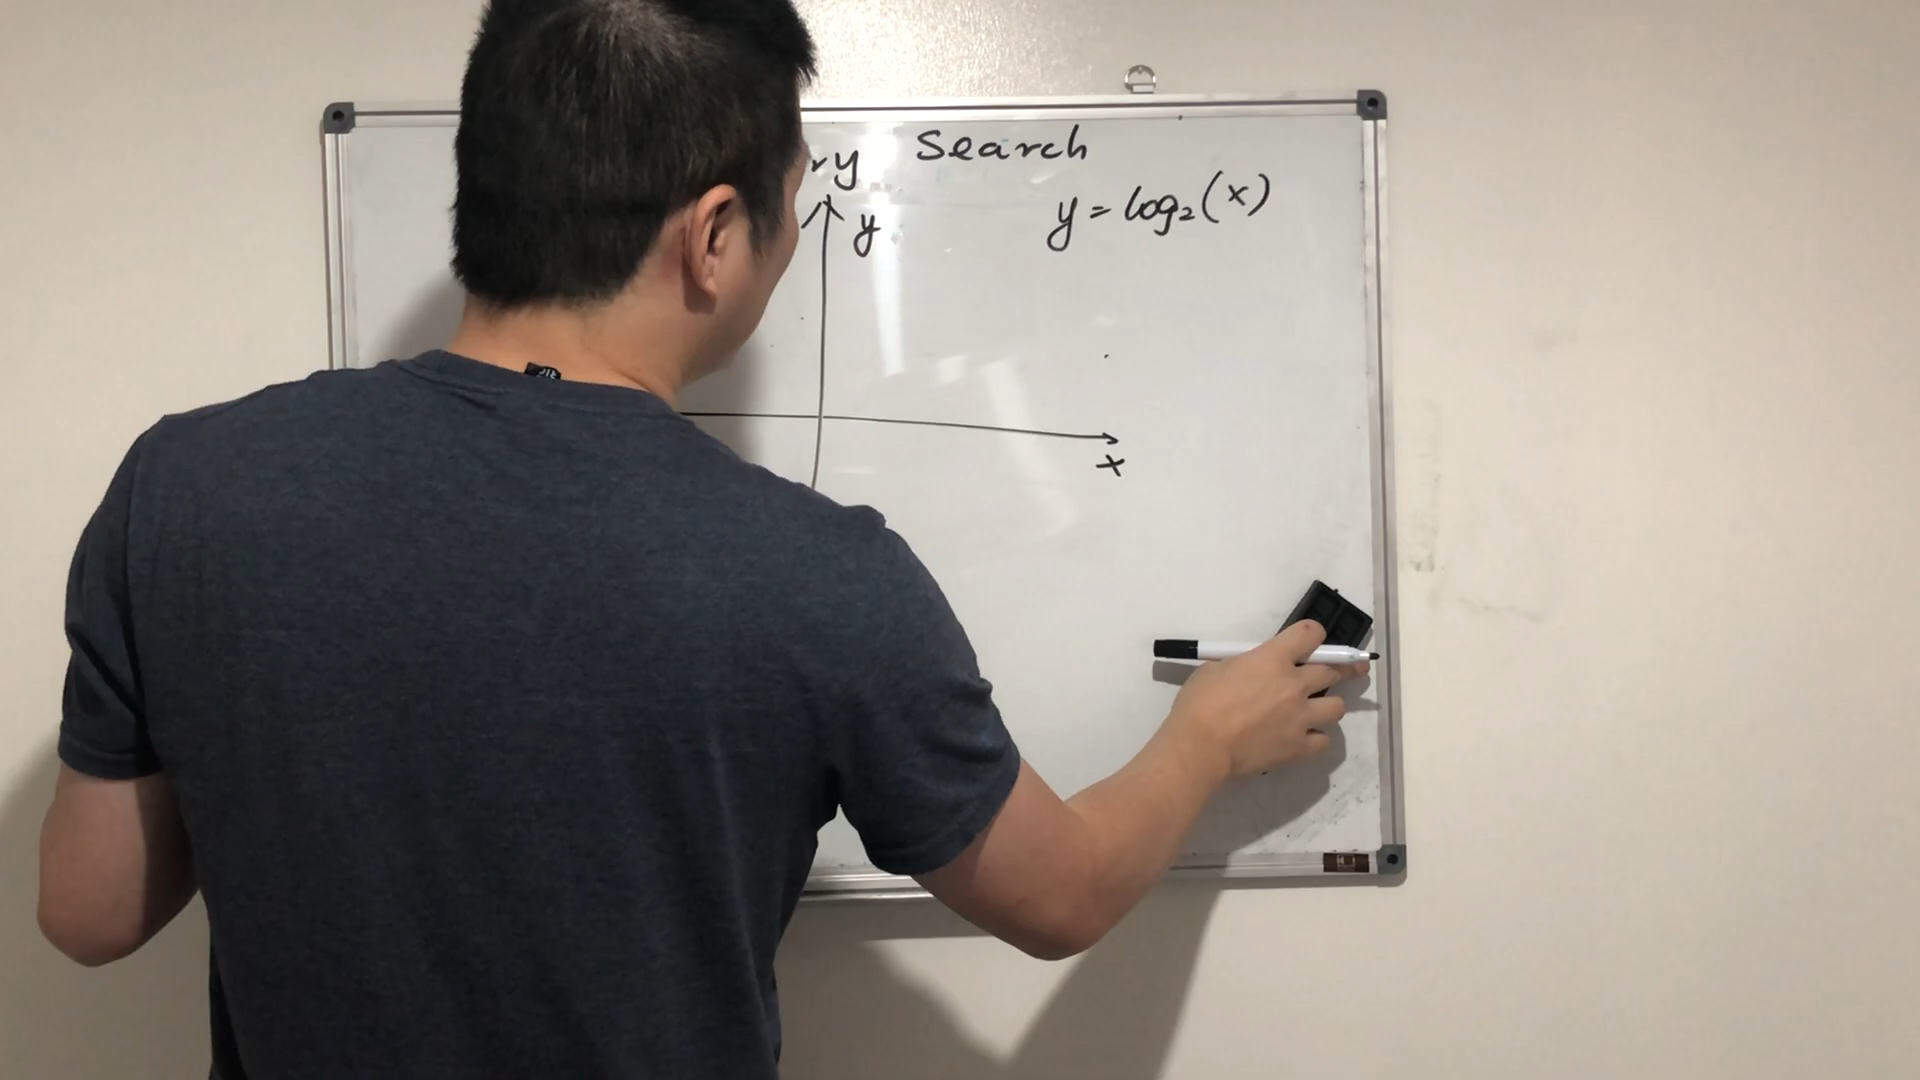 ry Search
y = log₂(x)
y
x